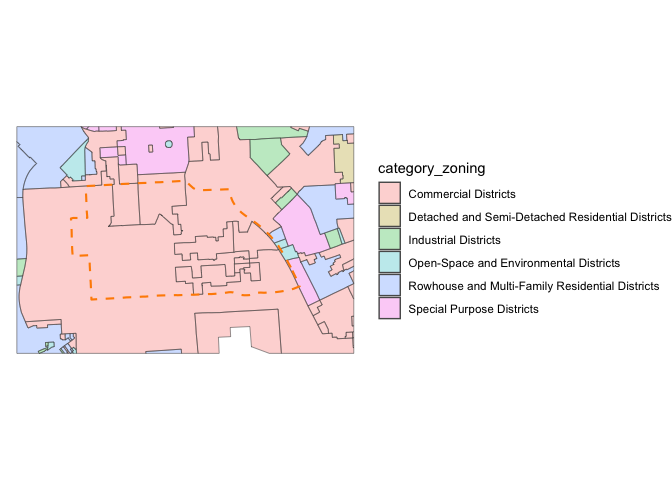 category_zoning
Commercial Districts
Detached and Semi-Detached Residential Districts
Industrial Districts
Open-Space and Environmental Districts
Rowhouse and Multi-Family Residential Districts
Special Purpose Districts